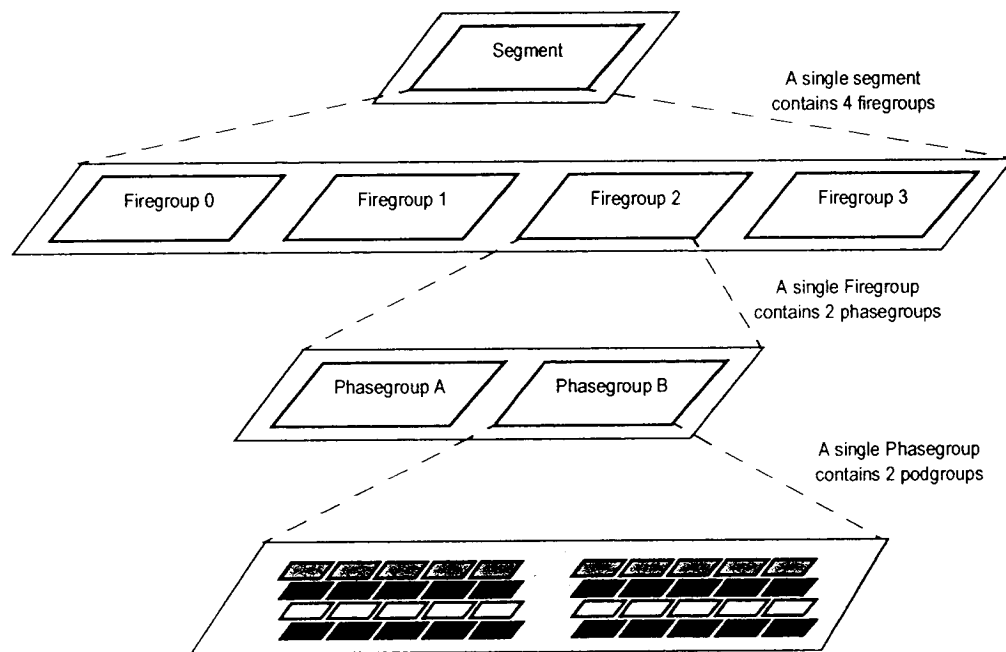 Segment
A single segment
contains 4 firegroups
Firegroup 0
Firegroup 1
Firegroup 2
Firegroup 3
A single Firegroup
contains 2 phasegroups
Phasegroup A
Phasegroup B
A single Phasegroup
contains 2 podgroups